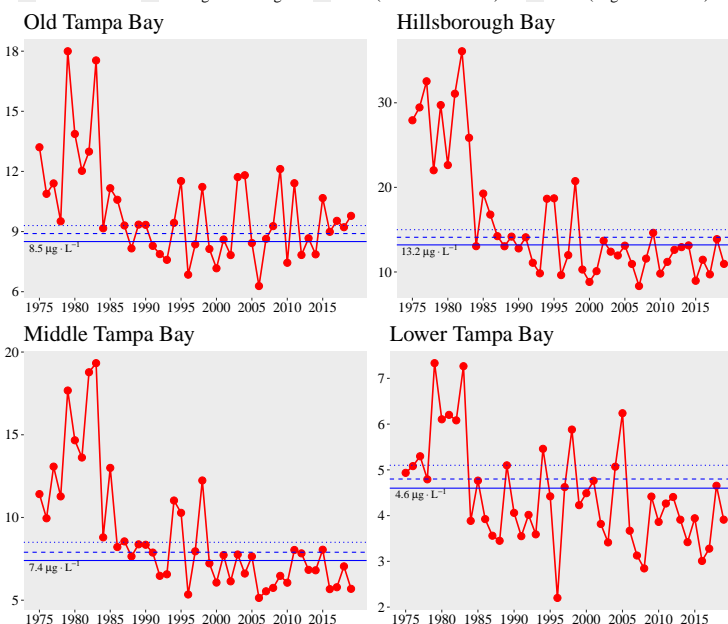 Old Tampa Bay
18
15
12
9
6
8.5 μg · L⁻¹
1975 1980 1985 1990 1995 2000 2005 2010 2015
Hillsborough Bay
30
20
10
13.2 μg · L⁻¹
1975 1980 1985 1990 1995 2000 2005 2010 2015
Middle Tampa Bay
20
15
10
5
7.4 μg · L⁻¹
1975 1980 1985 1990 1995 2000 2005 2010 2015
Lower Tampa Bay
7
6
5
4
3
2
4.6 μg · L⁻¹
1975 1980 1985 1990 1995 2000 2005 2010 2015